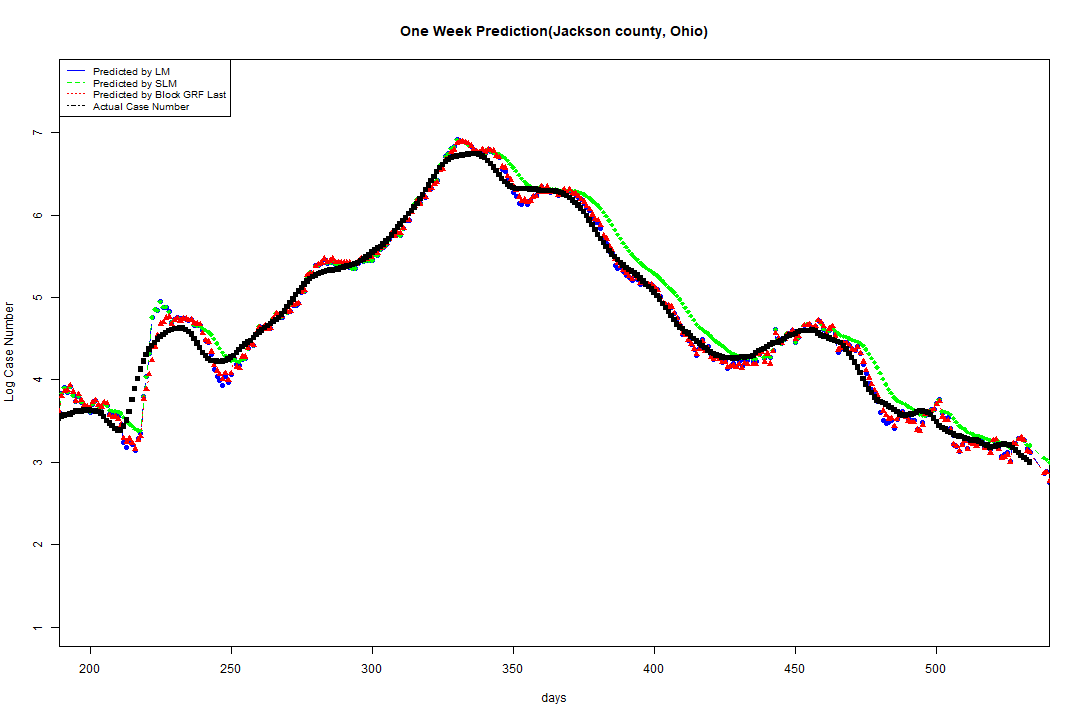 One Week Prediction(Jackson county, Ohio)
Predicted by LM
Predicted by SLM
Predicted by Block GRF Last
Actual Case Number
7
6
5
4
3
2
1
Log Case Number
200 250 300 350 400 450 500
days